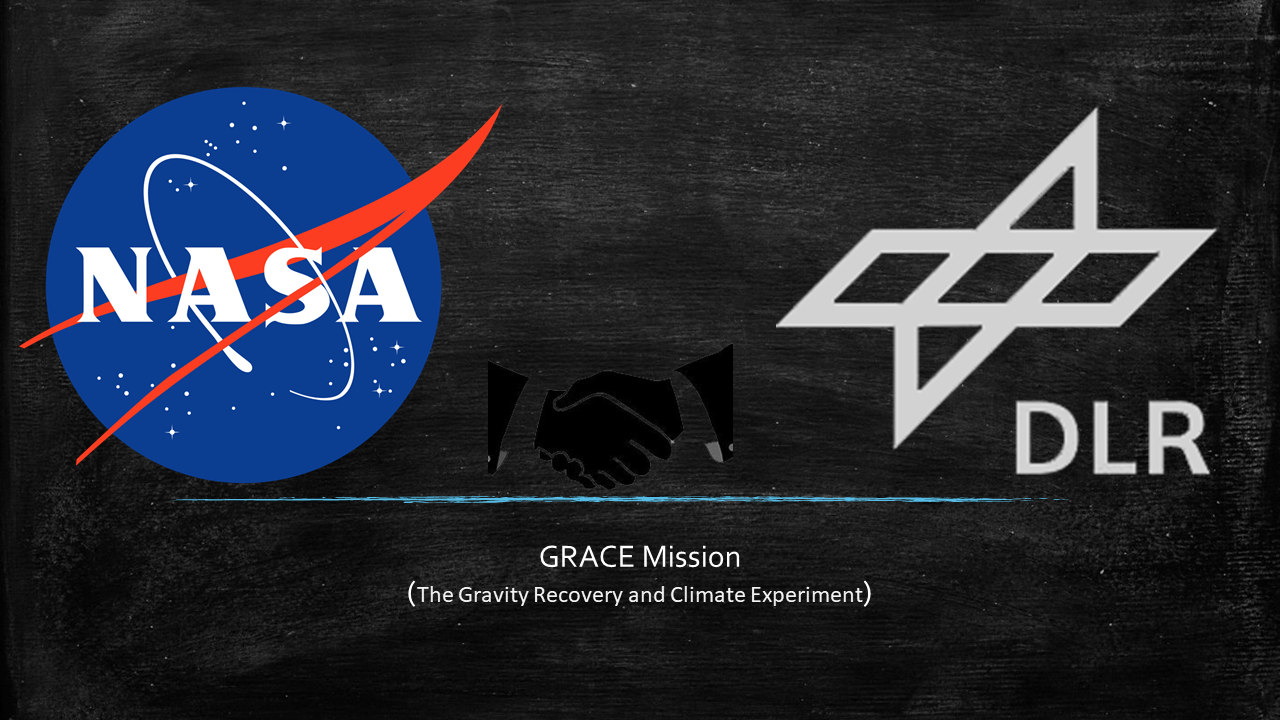 NASA
DLR
GRACE Mission
(The Gravity Recovery and Climate Experiment)